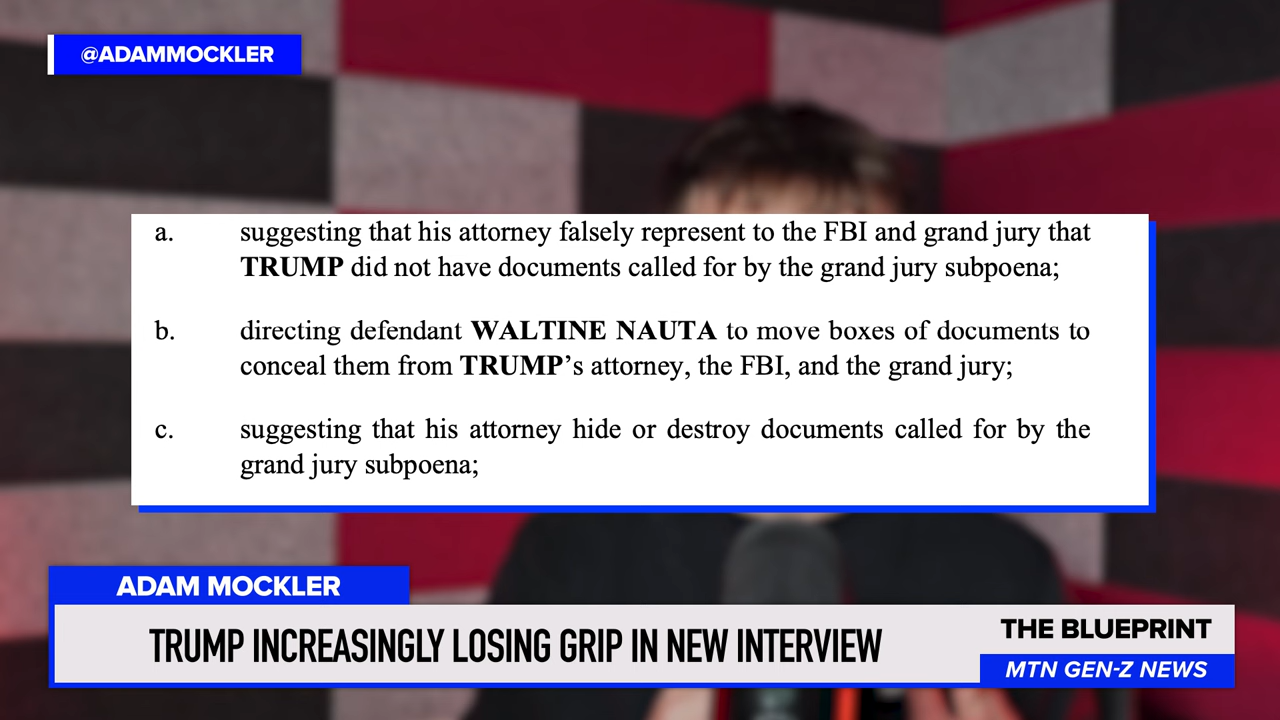 @ADAMMOCKLER
a. suggesting that his attorney falsely represent to the FBI and grand jury that
TRUMP did not have documents called for by the grand jury subpoena;
b. directing defendant WALTINE NAUTA to move boxes of documents to
conceal them from TRUMP’s attorney, the FBI, and the grand jury;
c. suggesting that his attorney hide or destroy documents called for by the
grand jury subpoena;
ADAM MOCKLER
TRUMP INCREASINGLY LOSING GRIP IN NEW INTERVIEW
THE BLUEPRINT
MTN GEN-Z NEWS